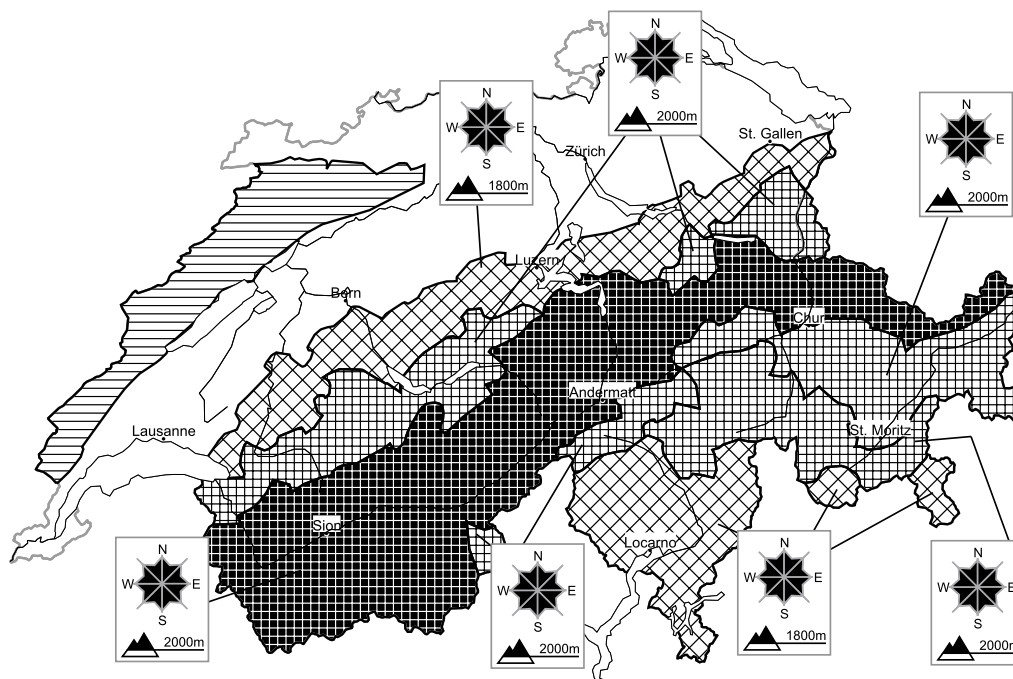 N
W E
S
2000m
N
W E
S
1800m
N
W E
S
2000m
St. Gallen
Zürich
Luzern
Bern
Chur
Andermatt
Lausanne
St. Moritz
Sion
Locarno
N
W E
S
2000m
N
W E
S
2000m
N
W E
S
1800m
N
W E
S
2000m